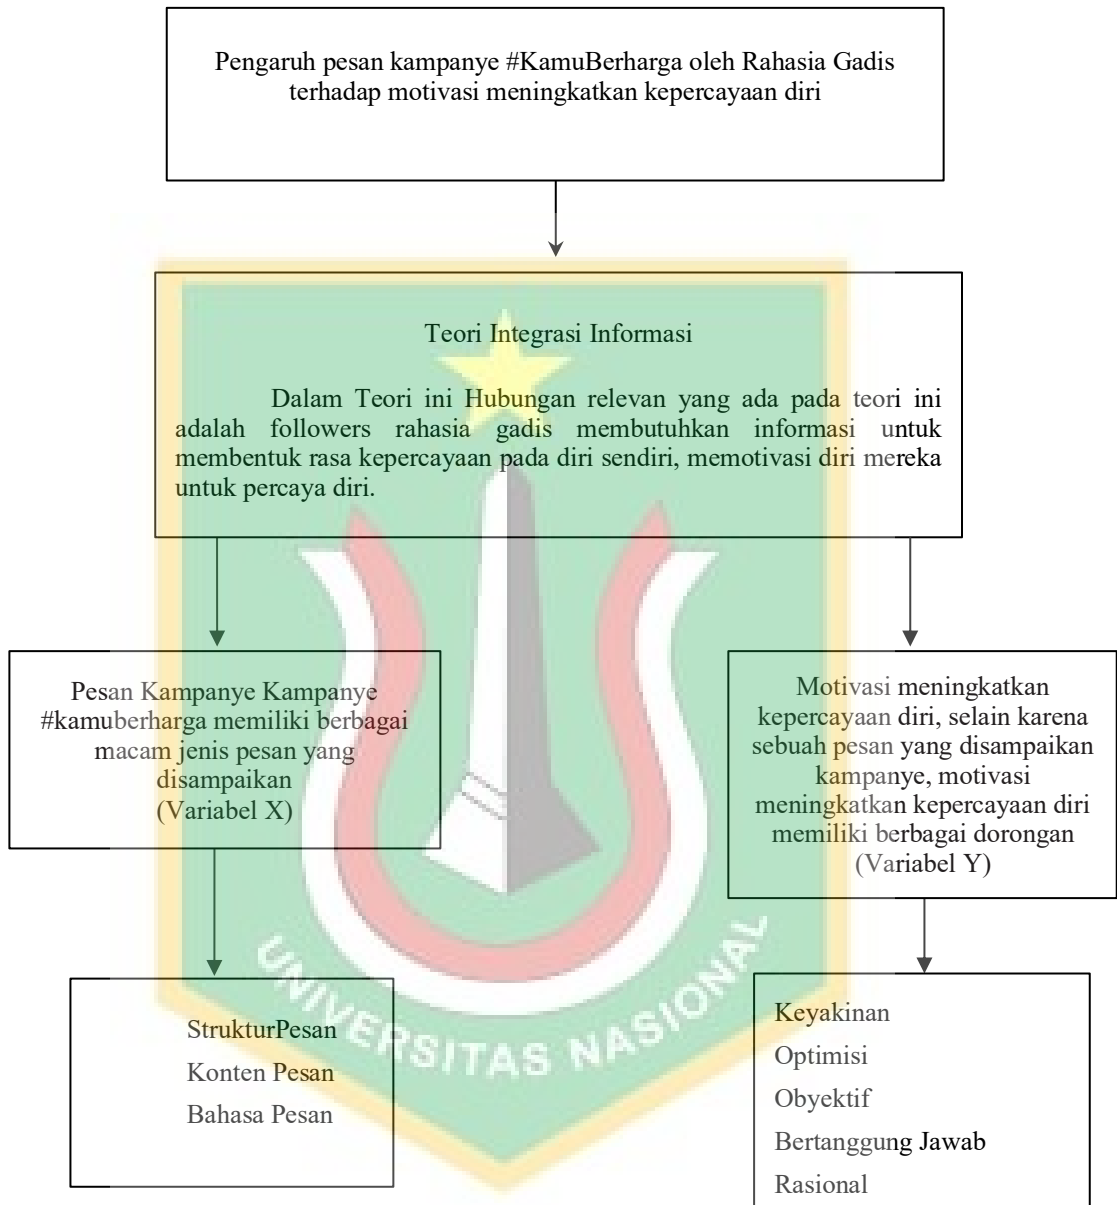 Pengaruh pesan kampanye #KamuBerharga oleh Rahasia Gadis
terhadap motivasi meningkatkan kepercayaan diri
Teori Integrasi Informasi
Dalam Teori ini Hubungan relevan yang ada pada teori ini
adalah followers rahasia gadis membutuhkan informasi untuk
membentuk rasa kepercayaan pada diri sendiri, memotivasi diri mereka
untuk percaya diri.
Pesan Kampanye Kampanye
#kamuberharga memiliki berbagai
macam jenis pesan yang
disampaikan
(Variabel X)
Motivasi meningkatkan
kepercayaan diri, selain karena
sebuah pesan yang disampaikan
kampanye, motivasi
meningkatkan kepercayaan diri
memiliki berbagai dorongan
(Variabel Y)
StrukturPesan
Konten Pesan
Bahasa Pesan
Keyakinan
Optimisi
Obyektif
Bertanggung Jawab
Rasional
UNIVERSITAS NASIONAL